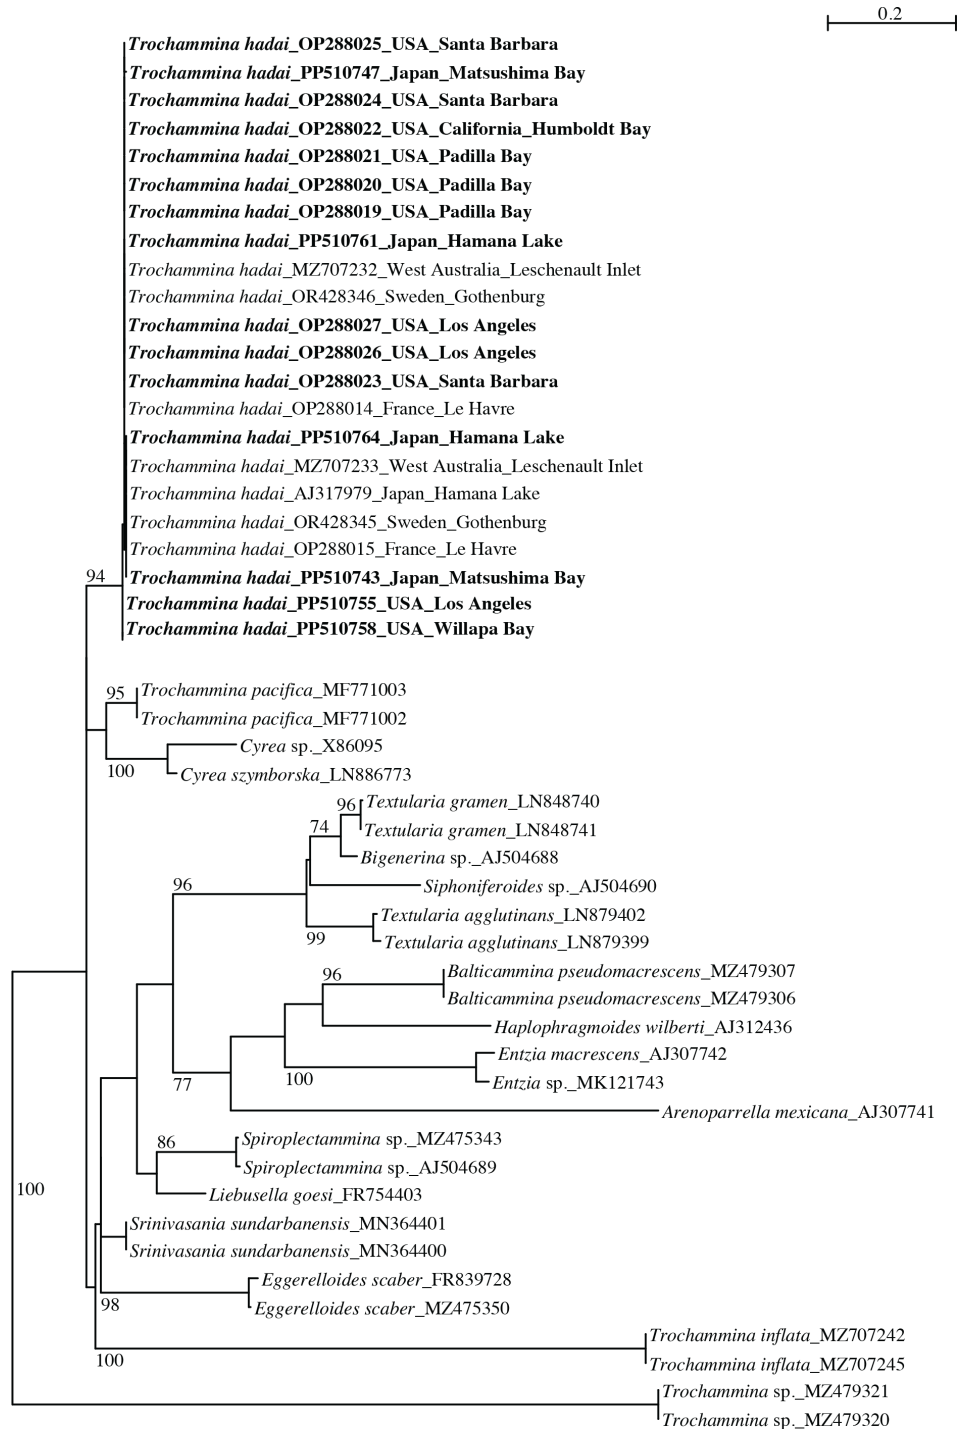 0.2
Trochammina hadai_OP288025_USA_Santa Barbara
Trochammina hadai_PP510747_Japan_Matsushima Bay
Trochammina hadai_OP288024_USA_Santa Barbara
Trochammina hadai_OP288022_USA_California_Humboldt Bay
Trochammina hadai_OP288021_USA_Padilla Bay
Trochammina hadai_OP288020_USA_Padilla Bay
Trochammina hadai_OP288019_USA_Padilla Bay
Trochammina hadai_PP510761_Japan_Hamana Lake
Trochammina hadai_MZ707232_West Australia_Leschenault Inlet
Trochammina hadai_OR428346_Sweden_Gothenburg
Trochammina hadai_OP288027_USA_Los Angeles
Trochammina hadai_OP288026_USA_Los Angeles
Trochammina hadai_OP288023_USA_Santa Barbara
Trochammina hadai_OP288014_France_Le Havre
Trochammina hadai_PP510764_Japan_Hamana Lake
Trochammina hadai_MZ707233_West Australia_Leschenault Inlet
Trochammina hadai_AJ317979_Japan_Hamana Lake
Trochammina hadai_OR428345_Sweden_Gothenburg
Trochammina hadai_OP288015_France_Le Havre
94
Trochammina hadai_PP510743_Japan_Matsushima Bay
Trochammina hadai_PP510755_USA_Los Angeles
Trochammina hadai_PP510758_USA_Willapa Bay
95
Trochammina pacifica_MF771003
Trochammina pacifica_MF771002
Cyrea sp._X86095
100
Cyrea szymborska_LN886773
96
Textularia gramen_LN848740
74
Textularia gramen_LN848741
Bigenerina sp._AJ504688
96
Siphoniferoides sp._AJ504690
Textularia agglutinans_LN879402
99
Textularia agglutinans_LN879399
96
Balticammina pseudomacrescens_MZ479307
Balticammina pseudomacrescens_MZ479306
Haplophragmoides wilberti_AJ312436
Entzia macrescens_AJ307742
100
77
Entzia sp._MK121743
Arenoparrella mexicana_AJ307741
86
Spiroplectammina sp._MZ475343
Spiroplectammina sp._AJ504689
100
Liebusella goesi_FR754403
Srinivasania sundarbanensis_MN364401
Srinivasania sundarbanensis_MN364400
Eggerelloides scaber_FR839728
98
Eggerelloides scaber_MZ475350
Trochammina inflata_MZ707242
100
Trochammina inflata_MZ707245
Trochammina sp._MZ479321
Trochammina sp._MZ479320